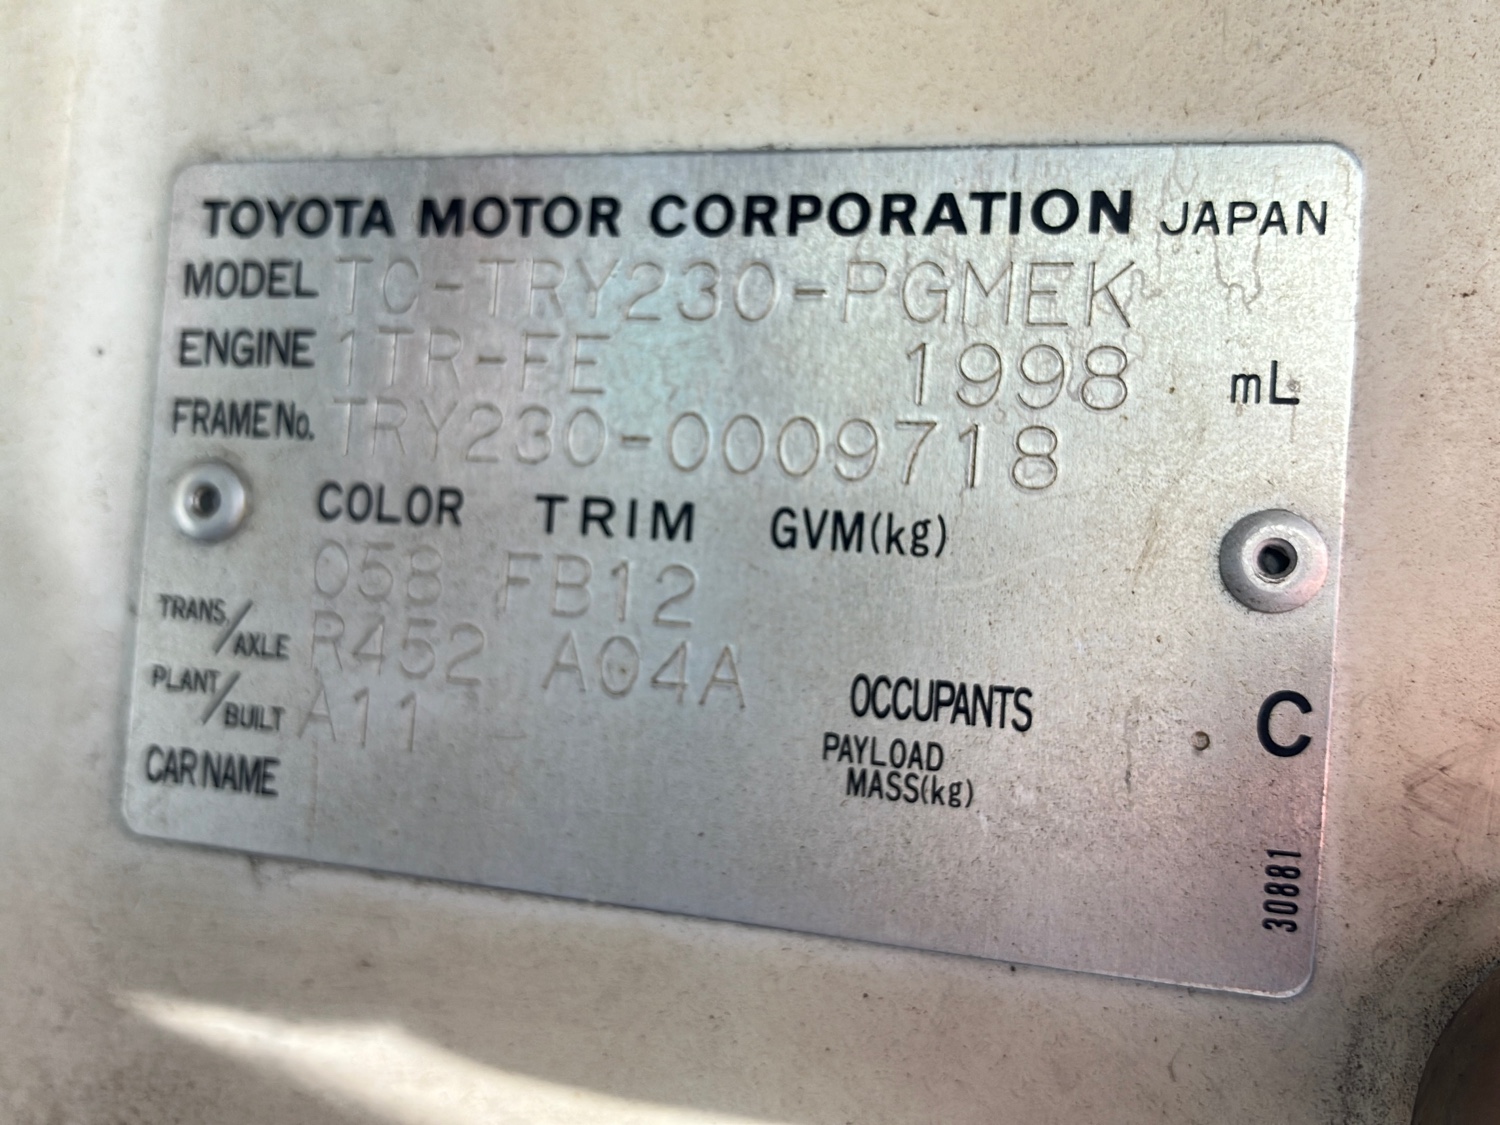 TOYOTA MOTOR CORPORATION JAPAN
MODEL TC-TRY230-PGMEK
ENGINE 1TR-FE 1998 mL
FRAME No. TRY230-0009718
COLOR TRIM GVM(kg)
058 FB12
TRANS./AXLE R452 A04A
PLANT/BUILT A11 -
OCCUPANTS C
CAR NAME
PAYLOAD
MASS(kg)
30881